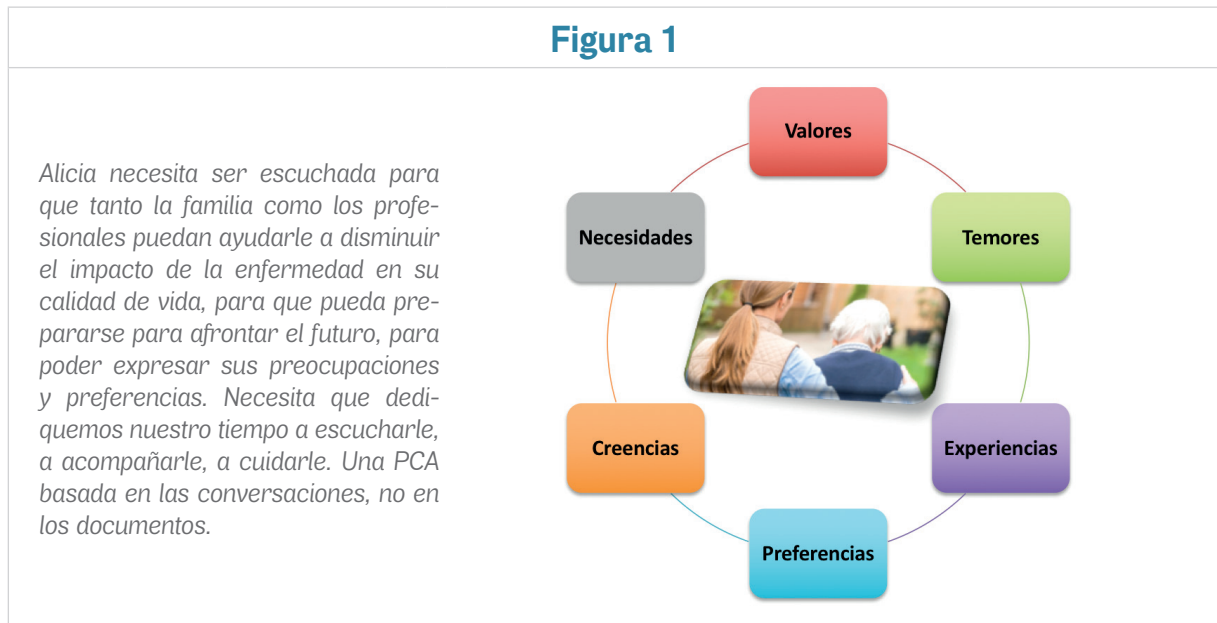 Figura 1
Alicia necesita ser escuchada para
que tanto la familia como los profe-
sionales puedan ayudarle a disminuir
el impacto de la enfermedad en su
calidad de vida, para que pueda pre-
pararse para afrontar el futuro, para
poder expresar sus preocupaciones
y preferencias. Necesita que dedi-
quemos nuestro tiempo a escucharle,
a acompañarle, a cuidarle. Una PCA
basada en las conversaciones, no en
los documentos.
Valores
Temores
Experiencias
Preferencias
Creencias
Necesidades